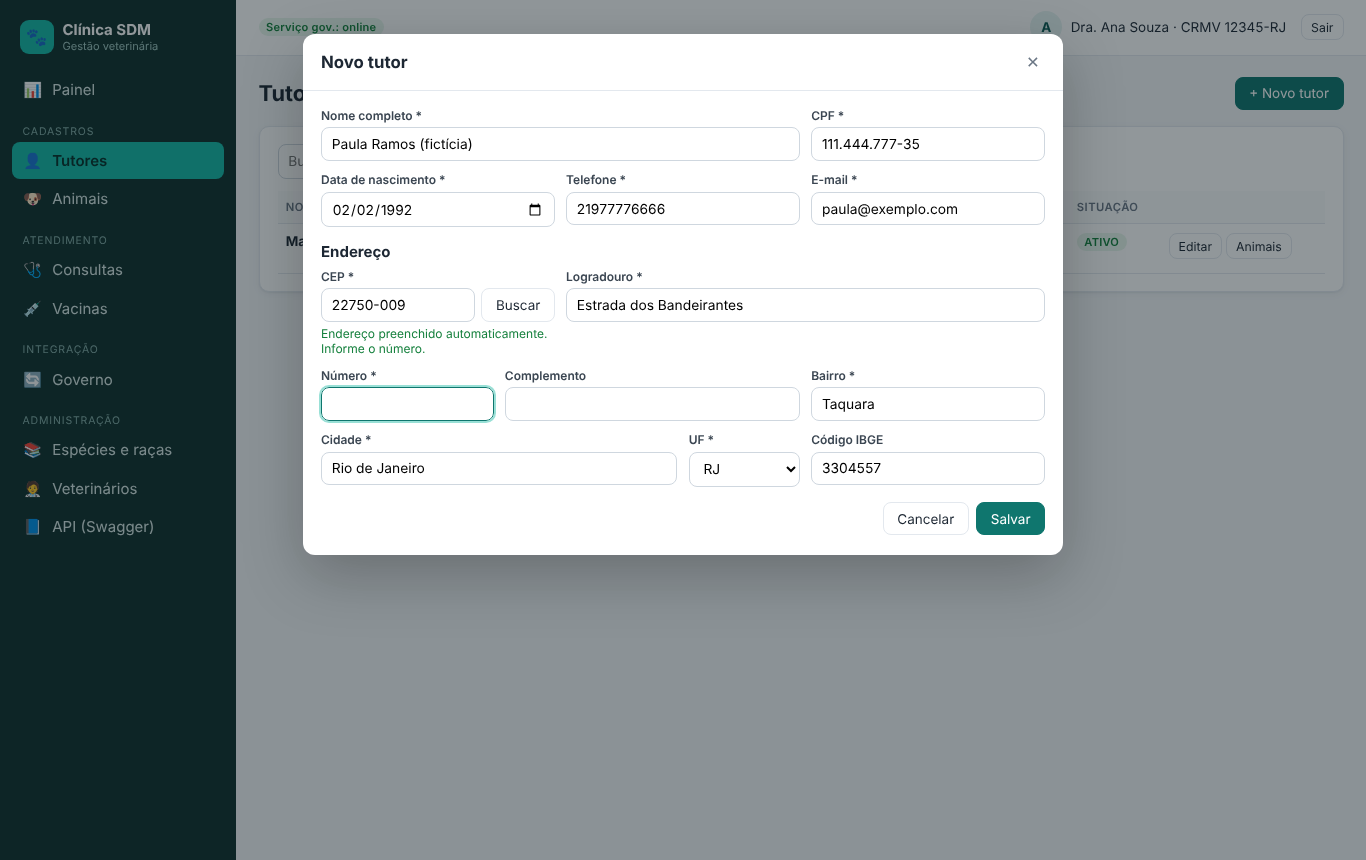 Clínica SDM
Gestão veterinária
Painel
CADASTROS
Tutores
Animais
ATENDIMENTO
Consultas
Vacinas
INTEGRAÇÃO
Governo
ADMINISTRAÇÃO
Espécies e raças
Veterinários
API (Swagger)
Serviço gov.: online
A Dra. Ana Souza · CRMV 12345-RJ Sair
+ Novo tutor
SITUAÇÃO
ATIVO Editar Animais
Novo tutor ×
Nome completo * CPF *
Paula Ramos (fictícia) 111.444.777-35
Data de nascimento * Telefone * E-mail *
02/02/1992 21977776666 paula@exemplo.com
Endereço
CEP * Logradouro *
22750-009 Buscar Estrada dos Bandeirantes
Endereço preenchido automaticamente.
Informe o número.
Número * Complemento Bairro *
Taquara
Cidade * UF * Código IBGE
Rio de Janeiro RJ 3304557
Cancelar Salvar